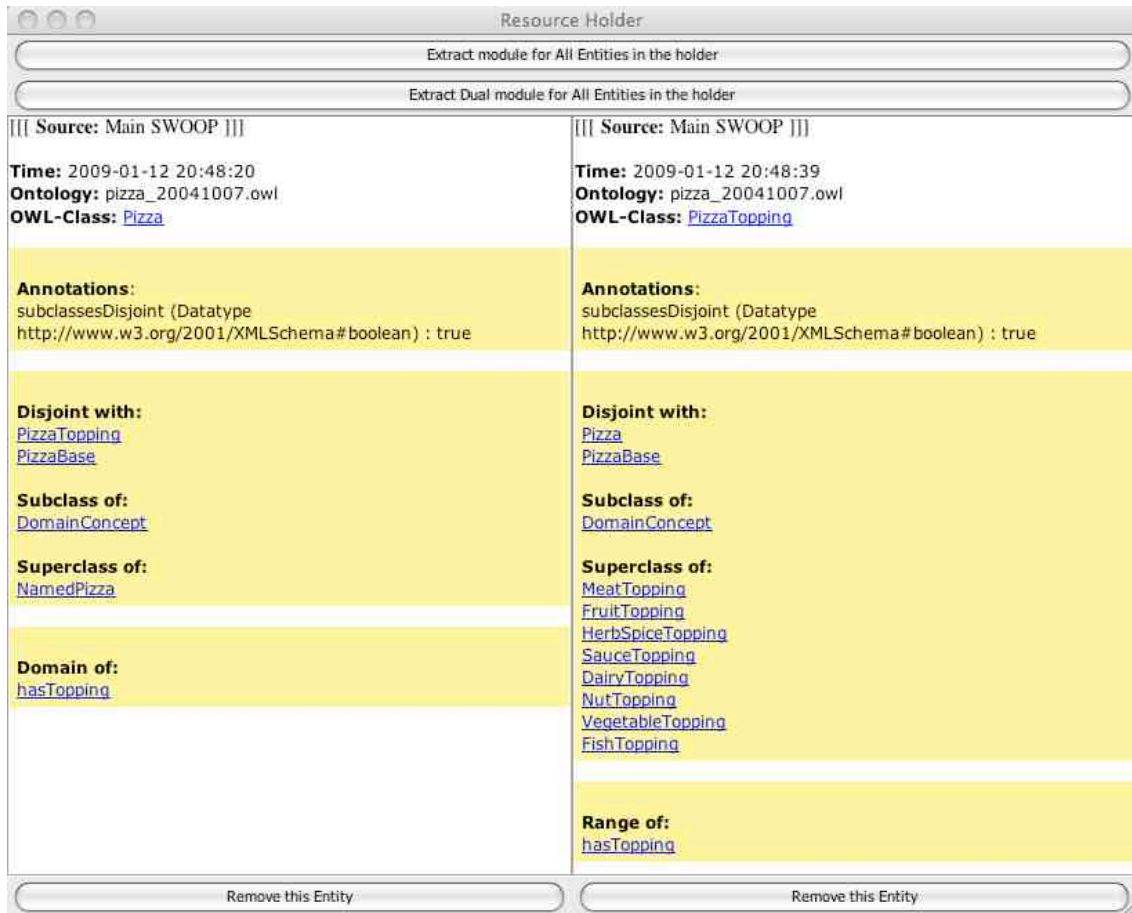 Resource Holder
Extract module for All Entities in the holder
Extract Dual module for All Entities in the holder
[[[ Source: Main SWOOP ]]]
Time: 2009-01-12 20:48:20
Ontology: pizza_20041007.owl
OWL-Class: Pizza
Annotations:
subclassesDisjoint (Datatype
http://www.w3.org/2001/XMLSchema#boolean) : true
Disjoint with:
PizzaTopping
PizzaBase
Subclass of:
DomainConcept
Superclass of:
NamedPizza
Domain of:
hasTopping
Remove this Entity
[[[ Source: Main SWOOP ]]]
Time: 2009-01-12 20:48:39
Ontology: pizza_20041007.owl
OWL-Class: PizzaTopping
Annotations:
subclassesDisjoint (Datatype
http://www.w3.org/2001/XMLSchema#boolean) : true
Disjoint with:
Pizza
PizzaBase
Subclass of:
DomainConcept
Superclass of:
MeatTopping
FruitTopping
HerbSpiceTopping
SauceTopping
DairyTopping
NutTopping
VegetableTopping
FishTopping
Range of:
hasTopping
Remove this Entity